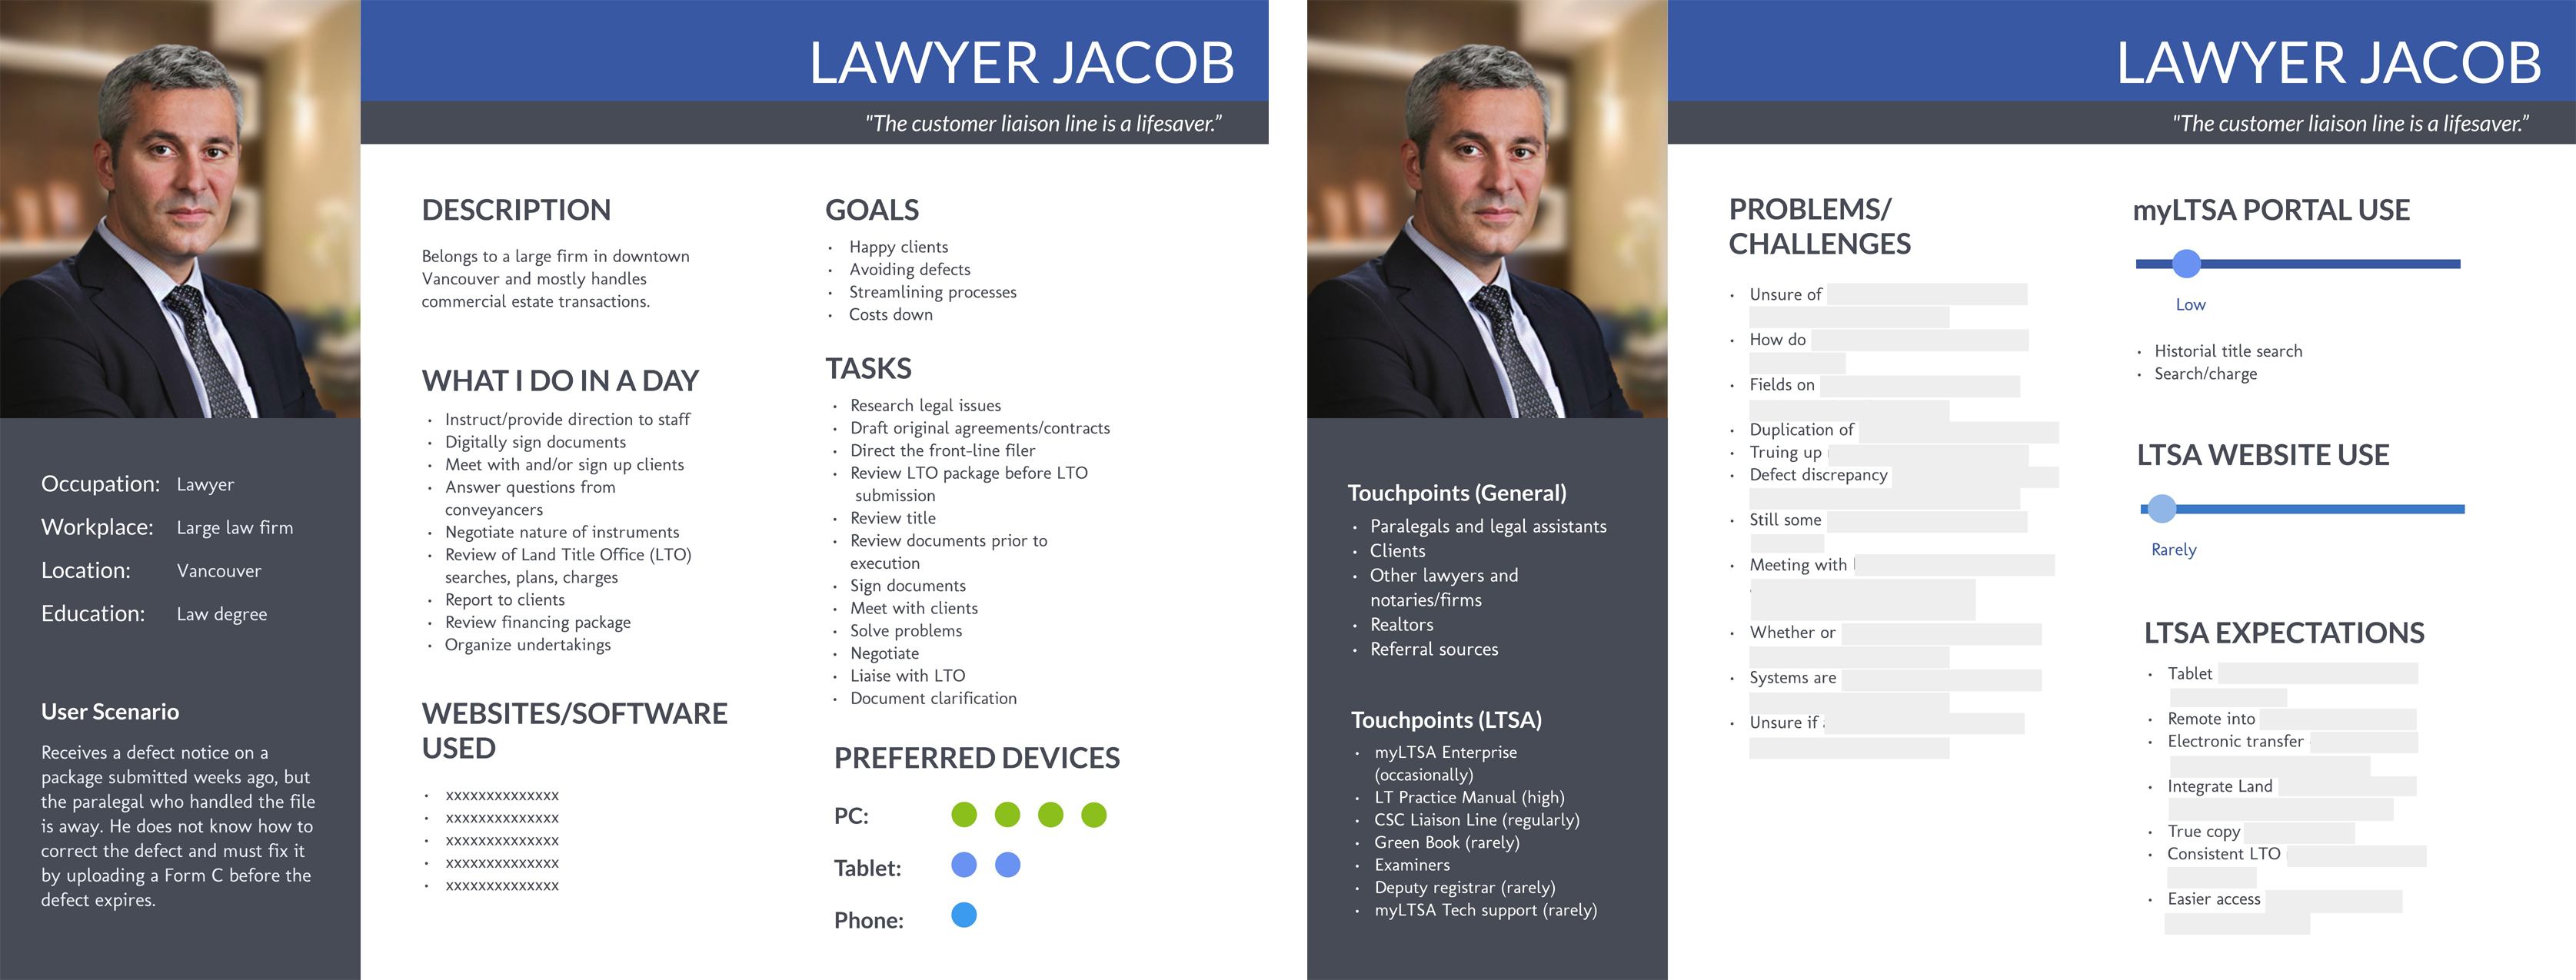 LAWYER JACOB
"The customer liaison line is a lifesaver.”
Occupation: Lawyer
Workplace: Large law firm
Location: Vancouver
Education: Law degree
User Scenario
Receives a defect notice on a
package submitted weeks ago, but
the paralegal who handled the file
is away. He does not know how to
correct the defect and must fix it
by uploading a Form C before the
defect expires.
DESCRIPTION
Belongs to a large firm in downtown
Vancouver and mostly handles
commercial estate transactions.
WHAT I DO IN A DAY
• Instruct/provide direction to staff
• Digitally sign documents
• Meet with and/or sign up clients
• Answer questions from
conveyancers
• Negotiate nature of instruments
• Review of Land Title Office (LTO)
searches, plans, charges
• Report to clients
• Review financing package
• Organize undertakings
WEBSITES/SOFTWARE
USED
• xxxxxxxxxxxxxx
• xxxxxxxxxxxxxx
• xxxxxxxxxxxxxx
• xxxxxxxxxxxxxx
• xxxxxxxxxxxxxx
GOALS
• Happy clients
• Avoiding defects
• Streamlining processes
• Costs down
TASKS
• Research legal issues
• Draft original agreements/contracts
• Direct the front-line filer
• Review LTO package before LTO
submission
• Review title
• Review documents prior to
execution
• Sign documents
• Meet with clients
• Solve problems
• Negotiate
• Liaise with LTO
• Document clarification
PREFERRED DEVICES
PC:
Tablet:
Phone:
LAWYER JACOB
"The customer liaison line is a lifesaver.”
Touchpoints (General)
• Paralegals and legal assistants
• Clients
• Other lawyers and
notaries/firms
• Realtors
• Referral sources
Touchpoints (LTSA)
• myLTSA Enterprise
(occasionally)
• LT Practice Manual (high)
• CSC Liaison Line (regularly)
• Green Book (rarely)
• Examiners
• Deputy registrar (rarely)
• myLTSA Tech support (rarely)
PROBLEMS/
CHALLENGES
• Unsure of
• How do
• Fields on
• Duplication of
• Truing up
• Defect discrepancy
• Still some
• Meeting with
• Whether or
• Systems are
• Unsure if
myLTSA PORTAL USE
Low
• Historial title search
• Search/charge
LTSA WEBSITE USE
Rarely
LTSA EXPECTATIONS
• Tablet
• Remote into
• Electronic transfer
• Integrate Land
• True copy
• Consistent LTO
• Easier access